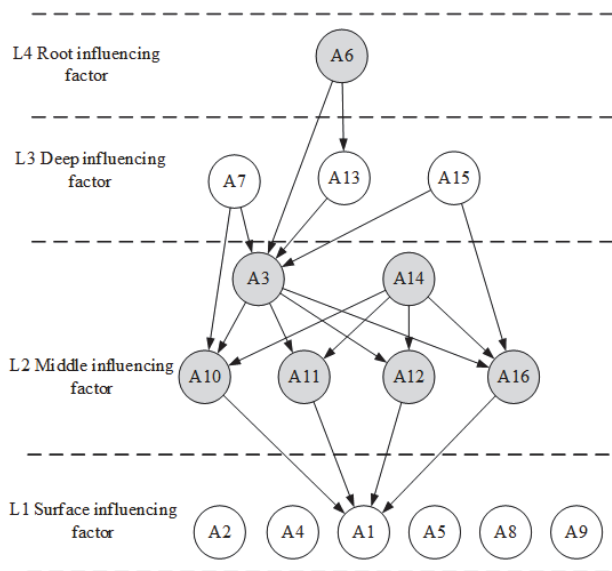 L4 Root influencing
factor
A6
L3 Deep influencing
factor
A7
A13
A15
A3
A14
L2 Middle influencing
factor
A10
A11
A12
A16
L1 Surface influencing
factor
A2
A4
A1
A5
A8
A9